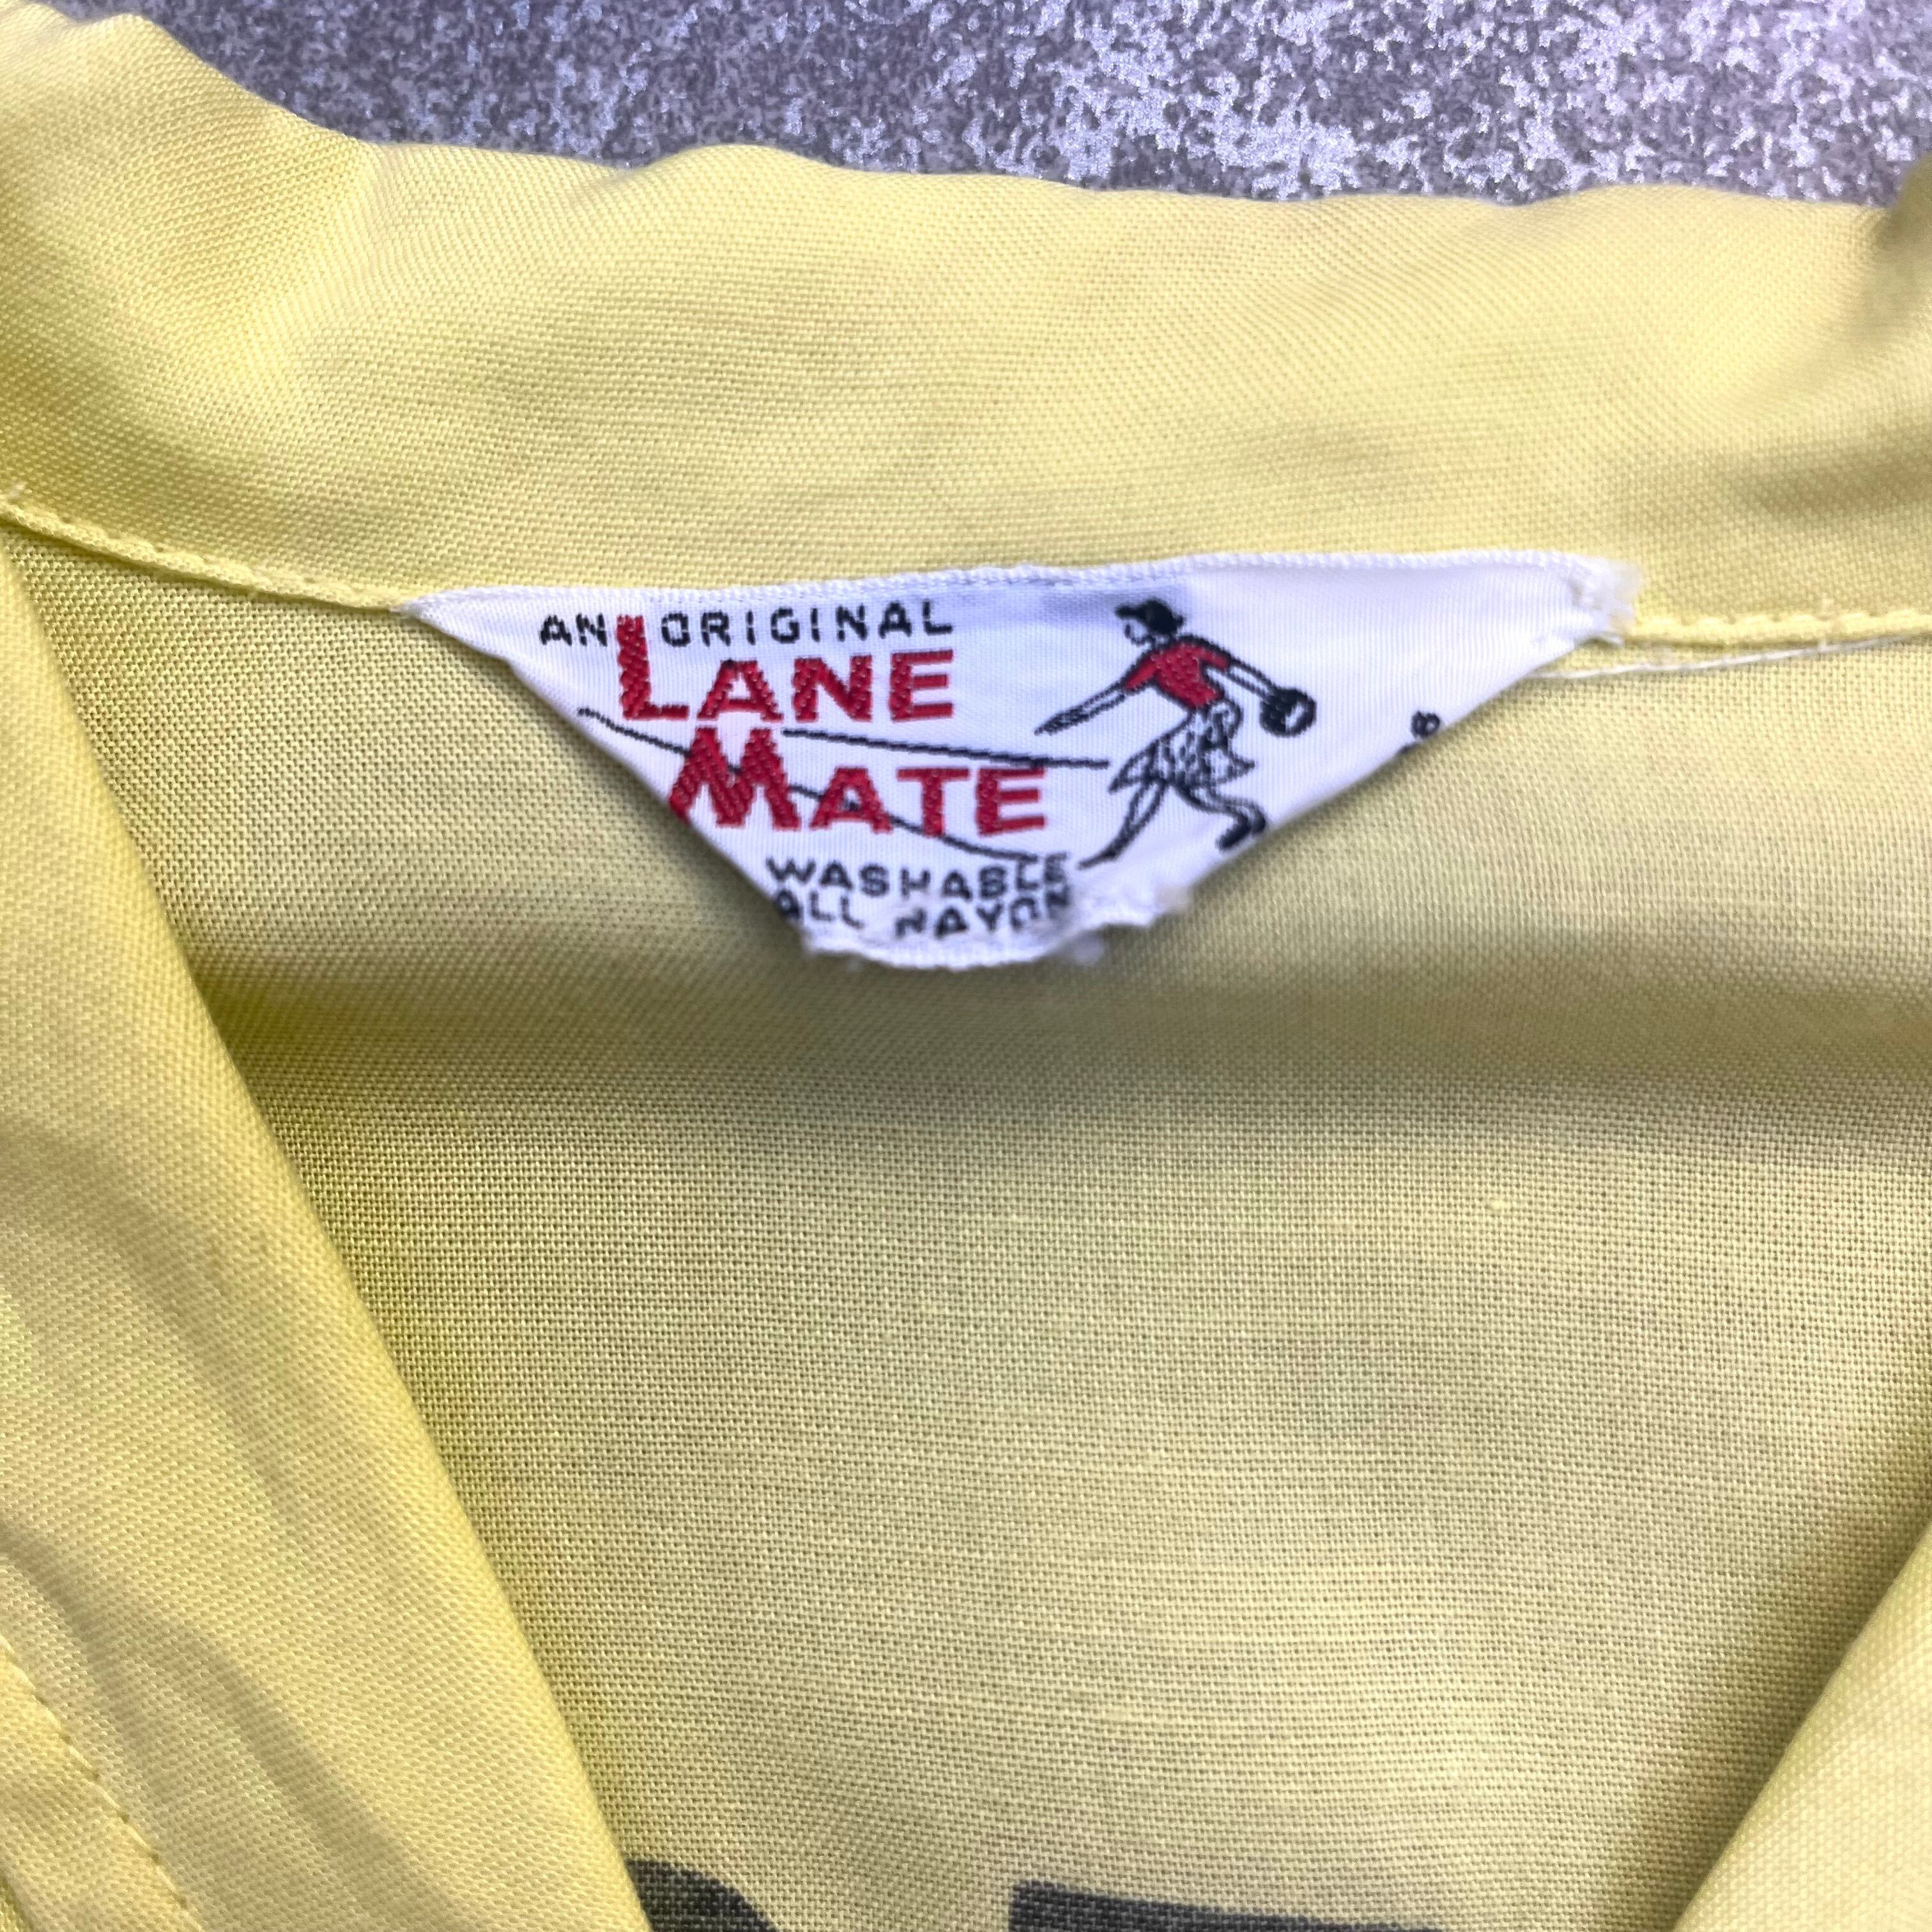 AN ORIGINAL
LANE
MATE
WASHABLE
ALL RAYON